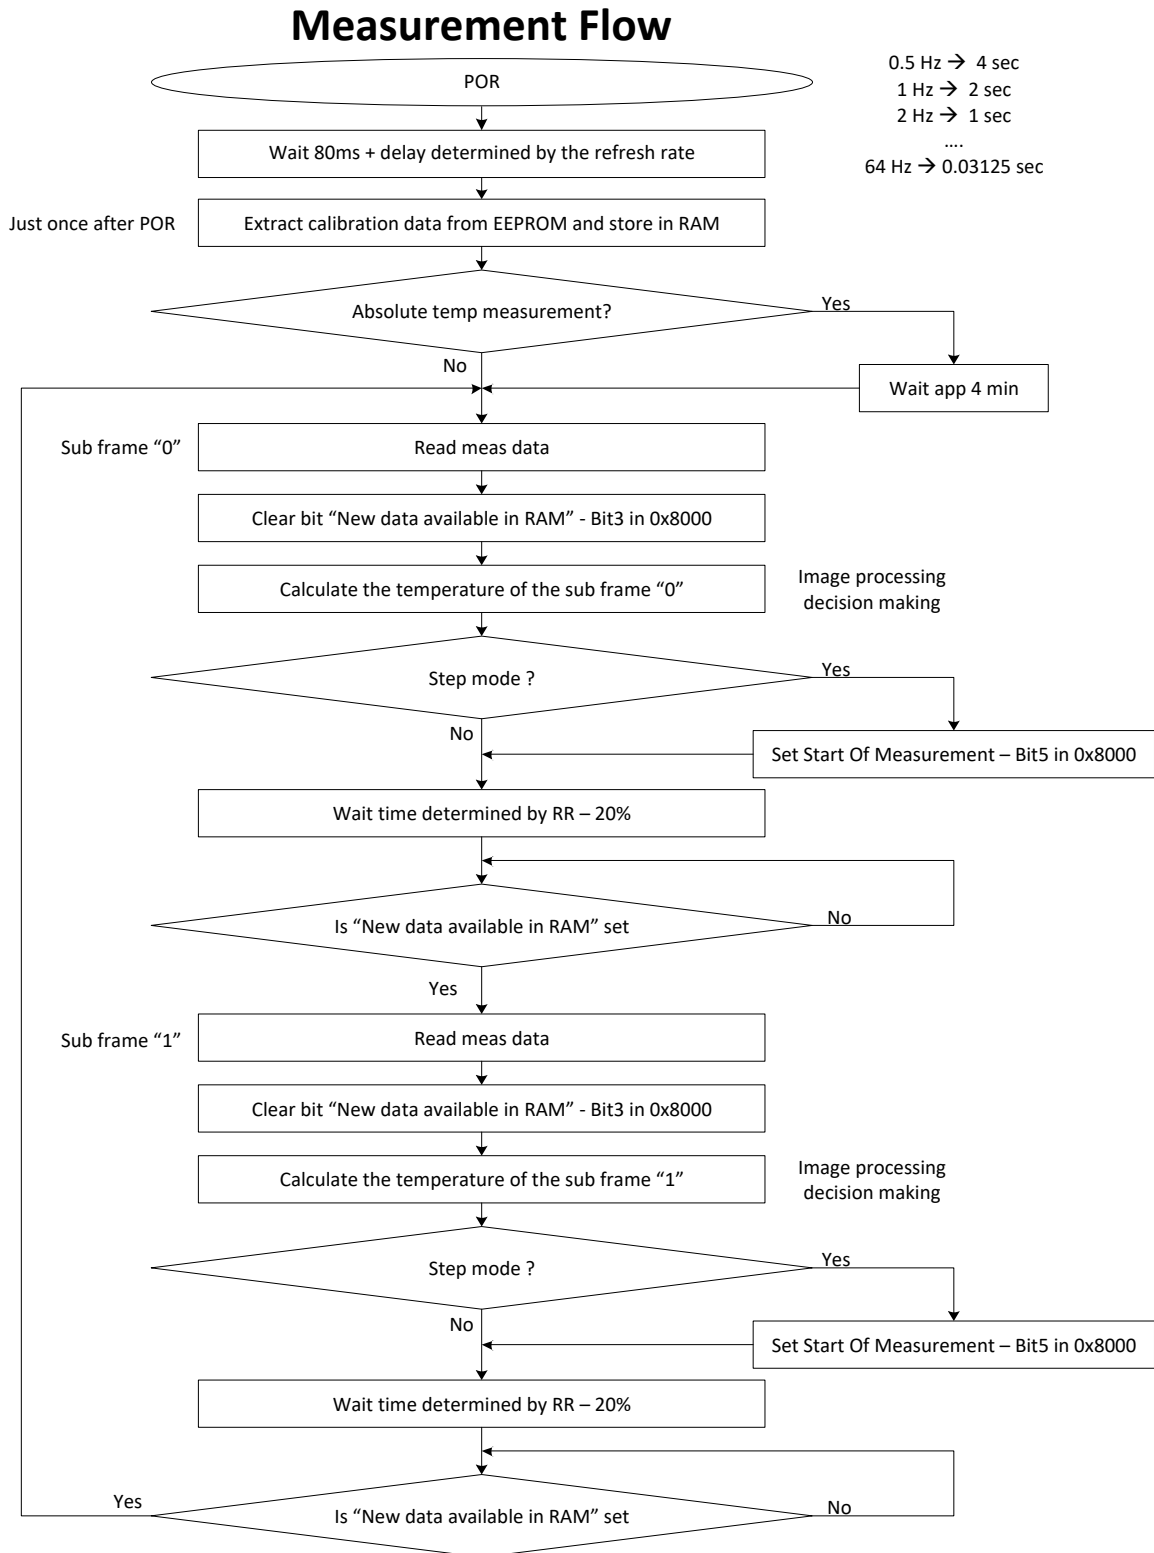 Measurement Flow
0.5 Hz → 4 sec
1 Hz → 2 sec
2 Hz → 1 sec
....
64 Hz → 0.03125 sec
POR
Wait 80ms + delay determined by the refresh rate
Just once after POR
Extract calibration data from EEPROM and store in RAM
Absolute temp measurement?
Yes
No
Wait app 4 min
Sub frame “0”
Read meas data
Clear bit “New data available in RAM” - Bit3 in 0x8000
Calculate the temperature of the sub frame “0”
Image processing
decision making
Step mode ?
Yes
No
Set Start Of Measurement – Bit5 in 0x8000
Wait time determined by RR – 20%
Is “New data available in RAM” set
No
Yes
Sub frame “1”
Read meas data
Clear bit “New data available in RAM” - Bit3 in 0x8000
Calculate the temperature of the sub frame “1”
Image processing
decision making
Step mode ?
Yes
No
Set Start Of Measurement – Bit5 in 0x8000
Wait time determined by RR – 20%
Yes
Is “New data available in RAM” set
No